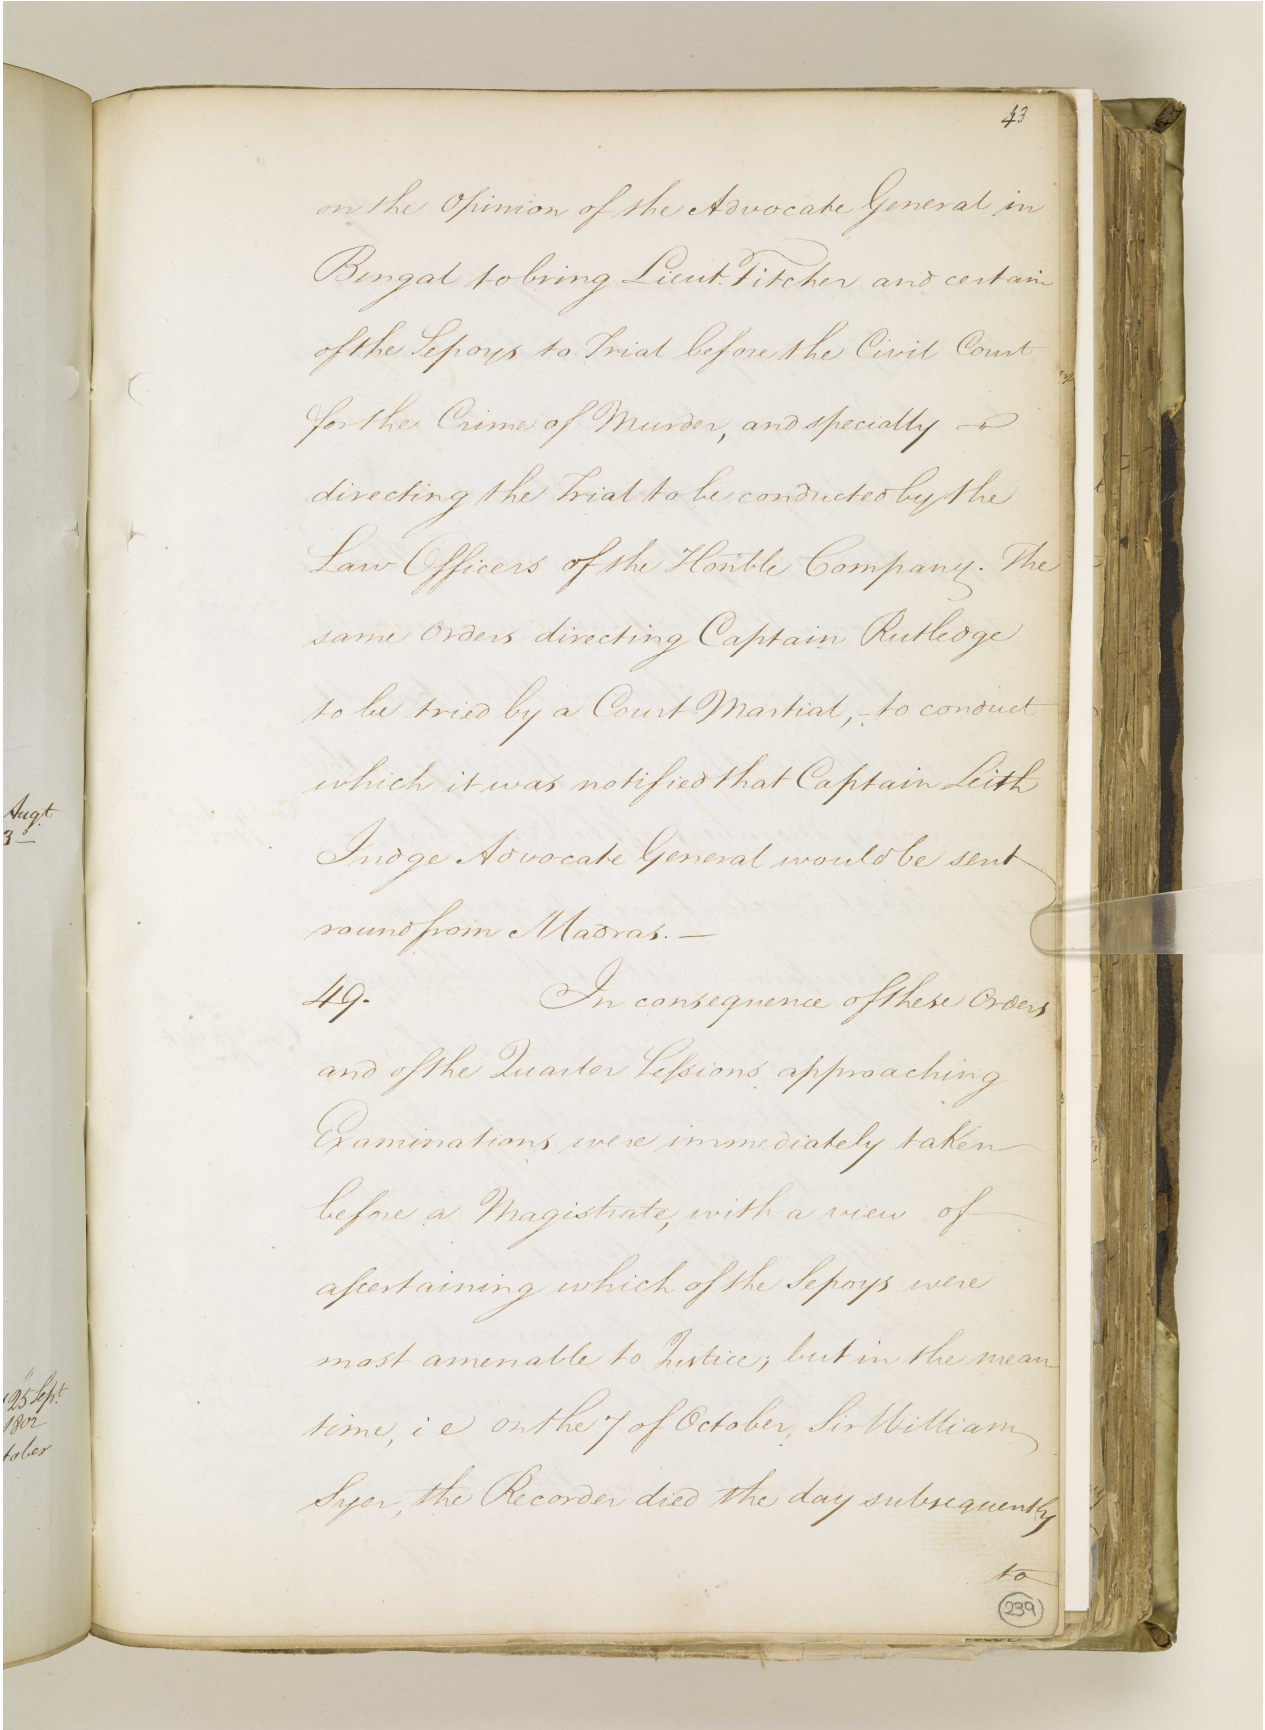 43
on the Opinion of the Advocate General in
Bengal to bring Lieut. Fitcher and certain
of the Sepoys to Trial before the Civil Court
for the Crime of Murder, and specially
directing the Trial to be conducted by the
Law Officers of the Honble Company. The
same Orders directing Captain Rutledge
to be tried by a Court Martial, - to conduct
which it was notified that Captain Leith
Judge Advocate General would be sent
round from Madras. —
49. In consequence of these Orders
and of the Quarter Sessions approaching
Examinations were immediately taken
before a Magistrate, with a view of
ascertaining which of the Sepoys were
most amenable to Justice; but in the mean
time, i e on the 7 of October, Sir William
Syer, the Recorder died the day subsequently
to
239
Augt.
3 —
25 Sept.
1802
tober